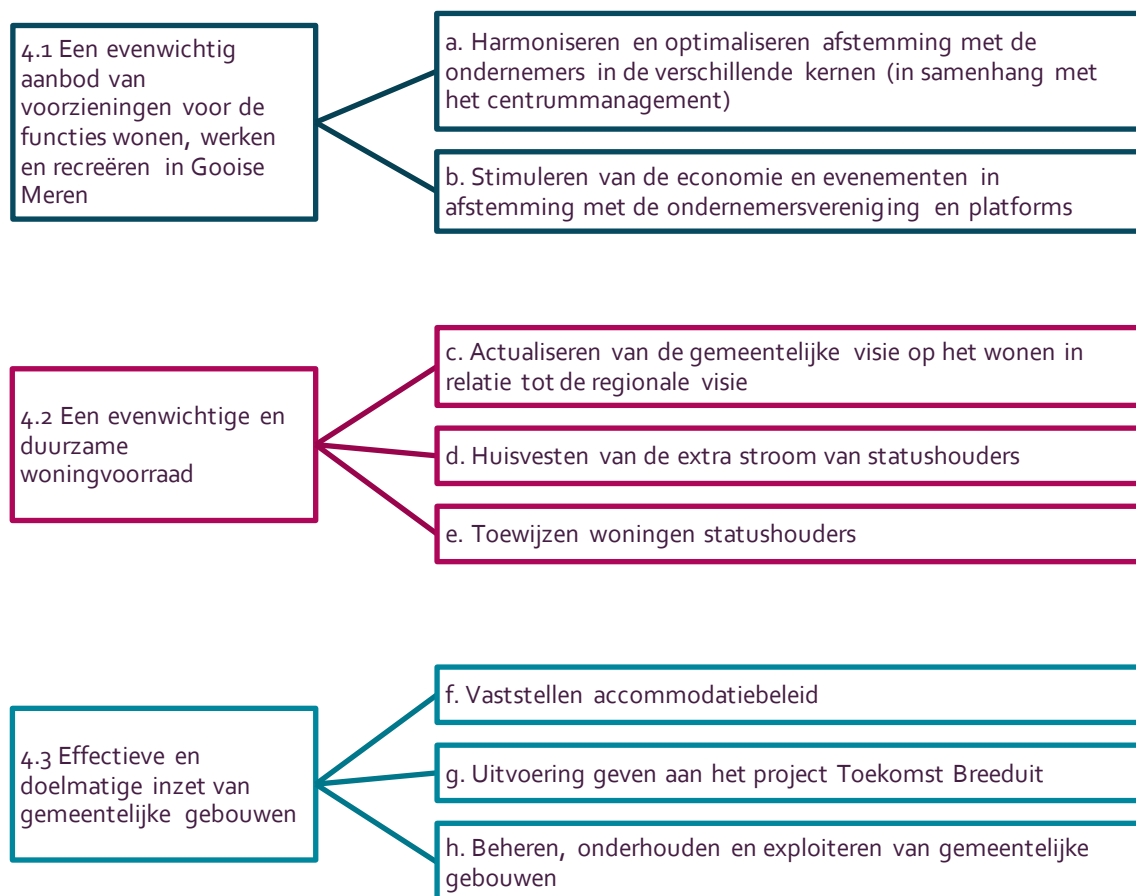 4.1 Een evenwichtig
aanbod van
voorzieningen voor de
functies wonen, werken
en recreëren in Gooise
Meren
a. Harmoniseren en optimaliseren afstemming met de
ondernemers in de verschillende kernen (in samenhang met
het centrummanagement)
b. Stimuleren van de economie en evenementen in
afstemming met de ondernemersvereniging en platforms
4.2 Een evenwichtige en
duurzame
woningvoorraad
c. Actualiseren van de gemeentelijke visie op het wonen in
relatie tot de regionale visie
d. Huisvesten van de extra stroom van statushouders
e. Toewijzen woningen statushouders
4.3 Effectieve en
doelmatige inzet van
gemeentelijke gebouwen
f. Vaststellen accommodatiebeleid
g. Uitvoering geven aan het project Toekomst Breeduit
h. Beheren, onderhouden en exploiteren van gemeentelijke
gebouwen